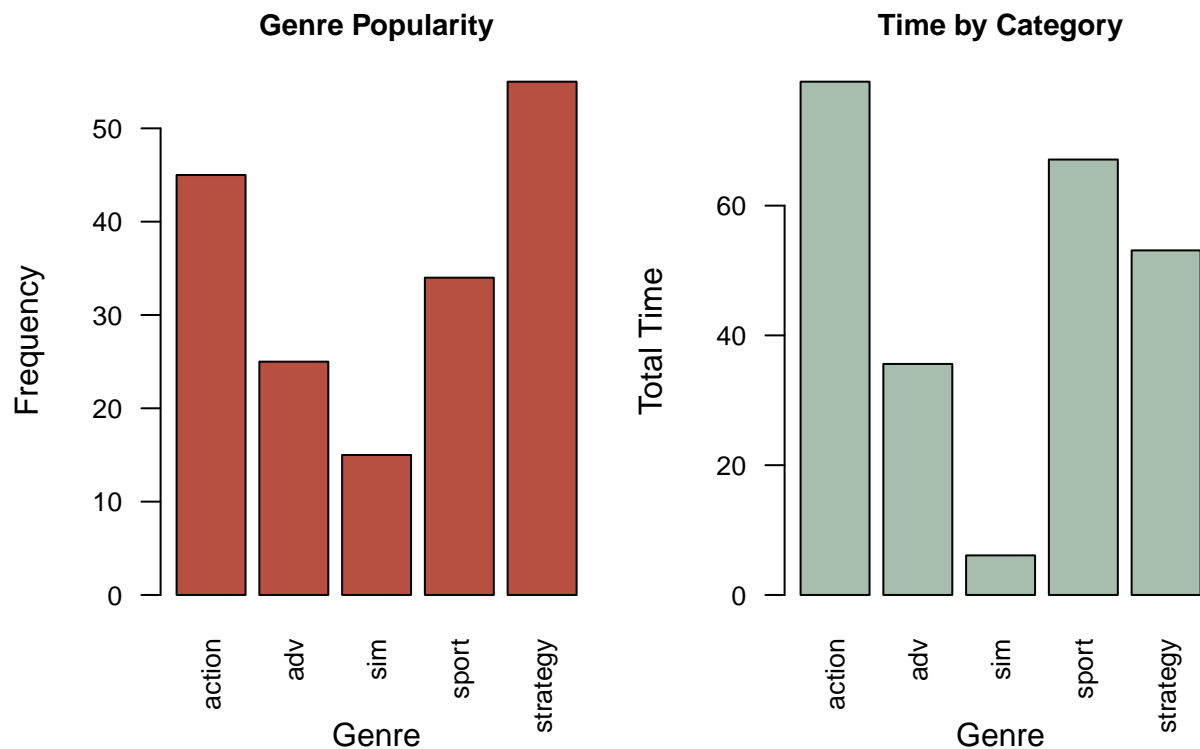 Genre Popularity
Frequency
50
40
30
20
10
0
action
adv
sim
sport
strategy
Genre
Time by Category
Total Time
60
40
20
0
action
adv
sim
sport
strategy
Genre